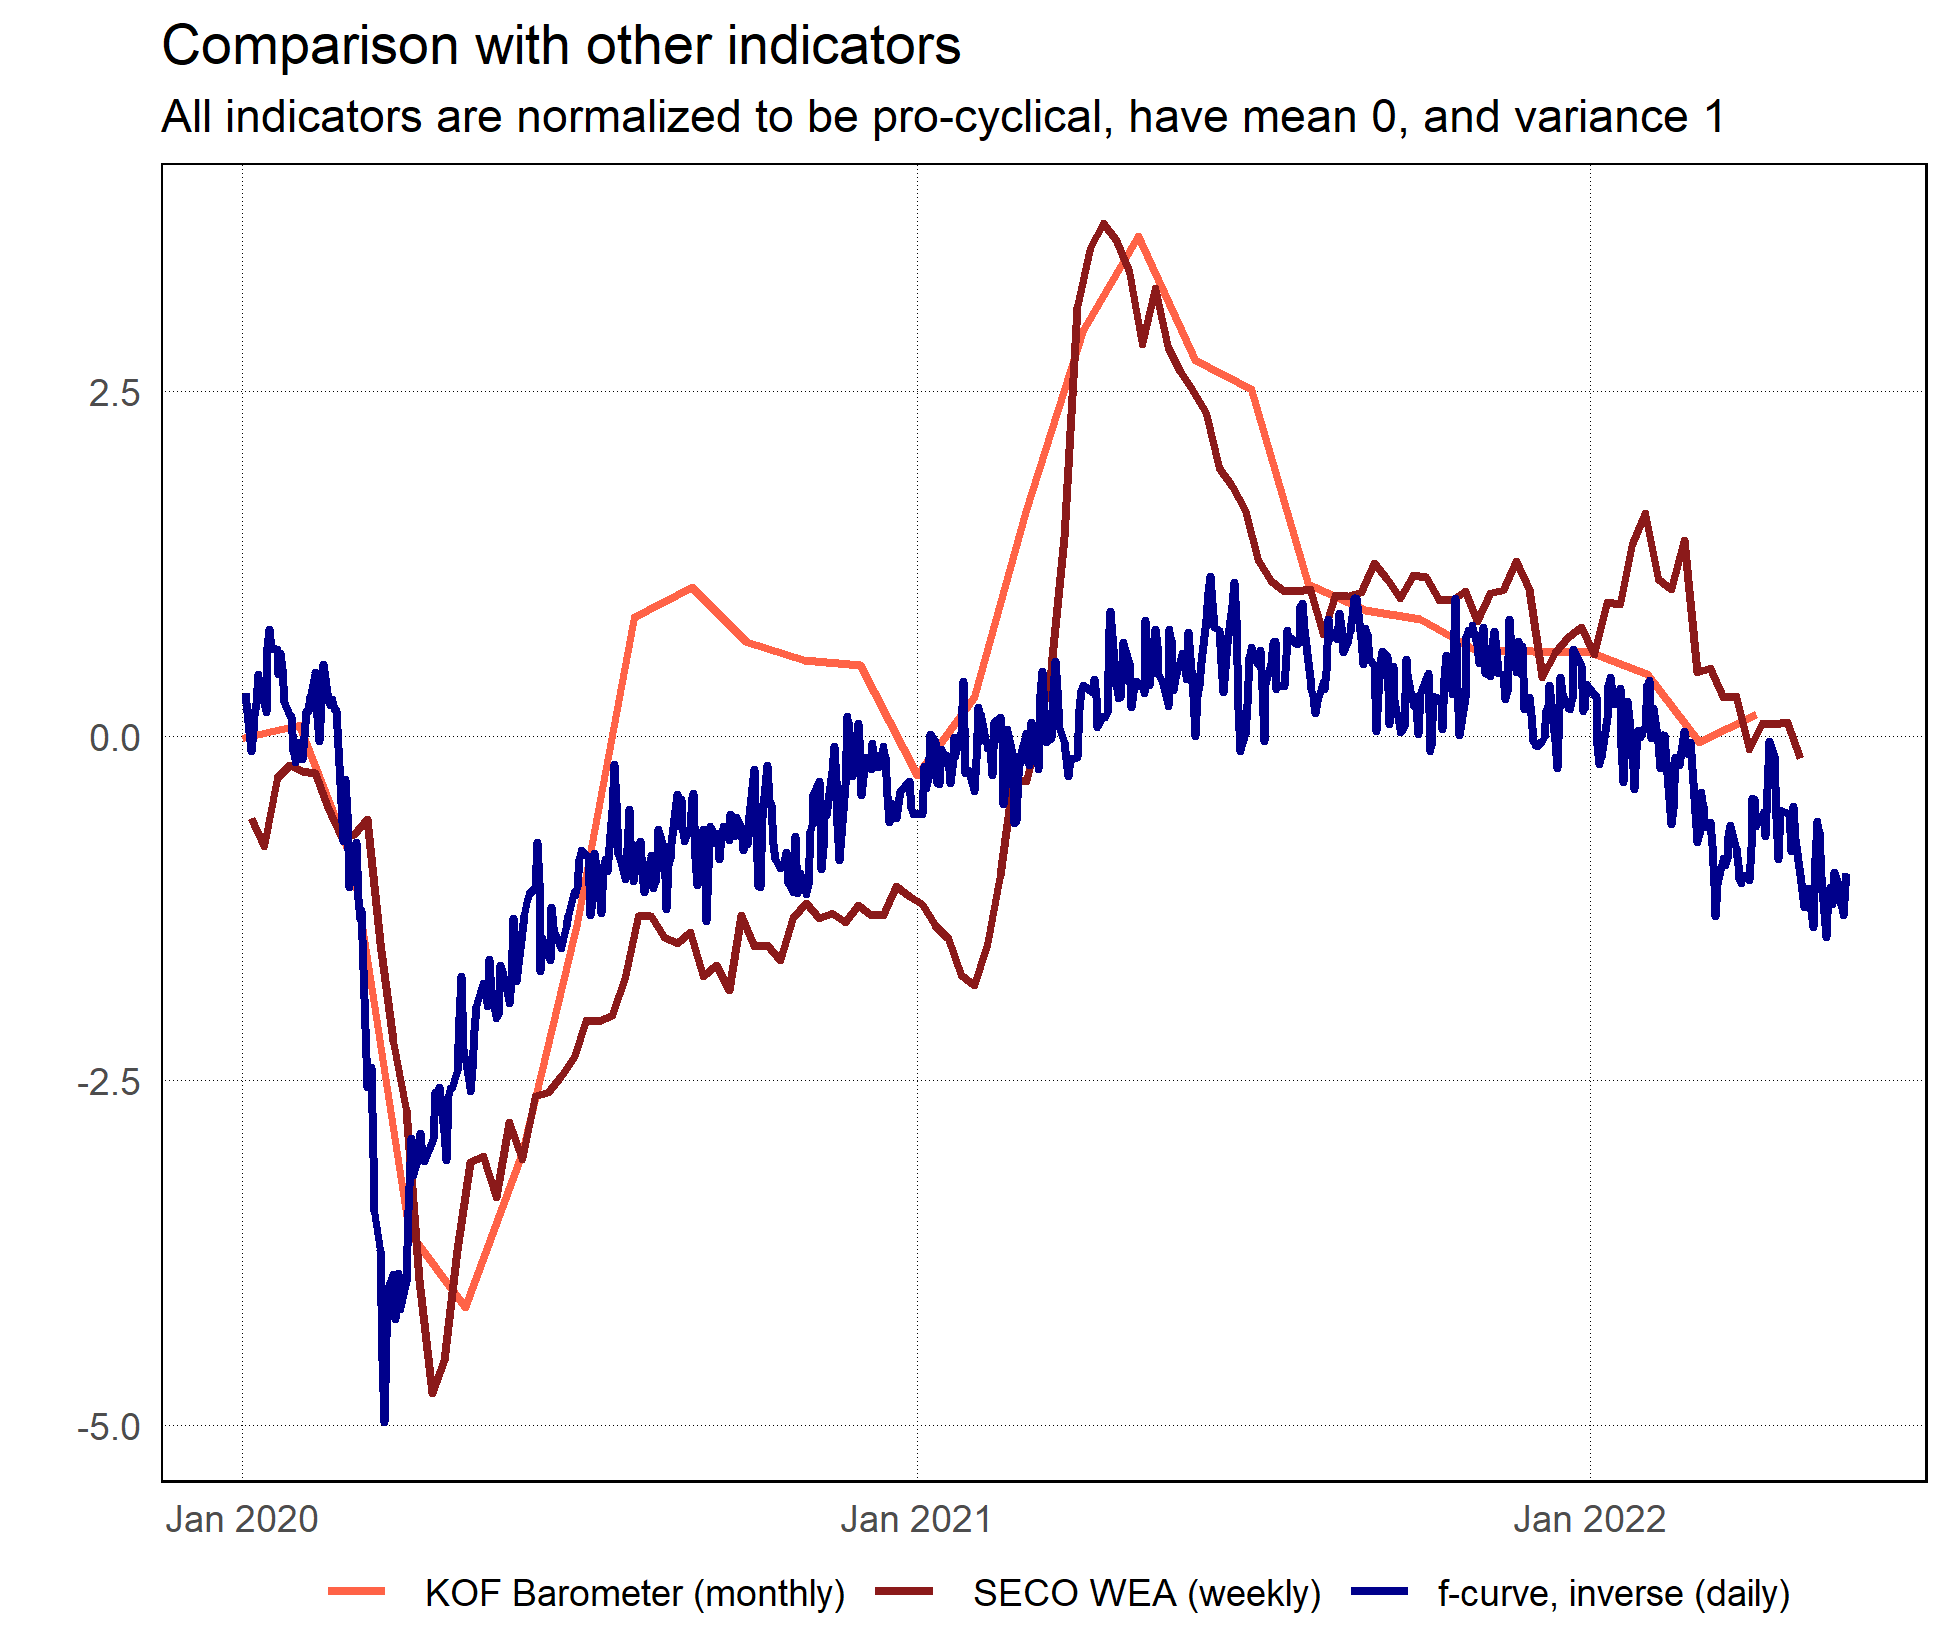 Comparison with other indicators
All indicators are normalized to be pro-cyclical, have mean 0, and variance 1
2.5
0.0
-2.5
-5.0
Jan 2020 Jan 2021 Jan 2022
KOF Barometer (monthly) SECO WEA (weekly) f-curve, inverse (daily)